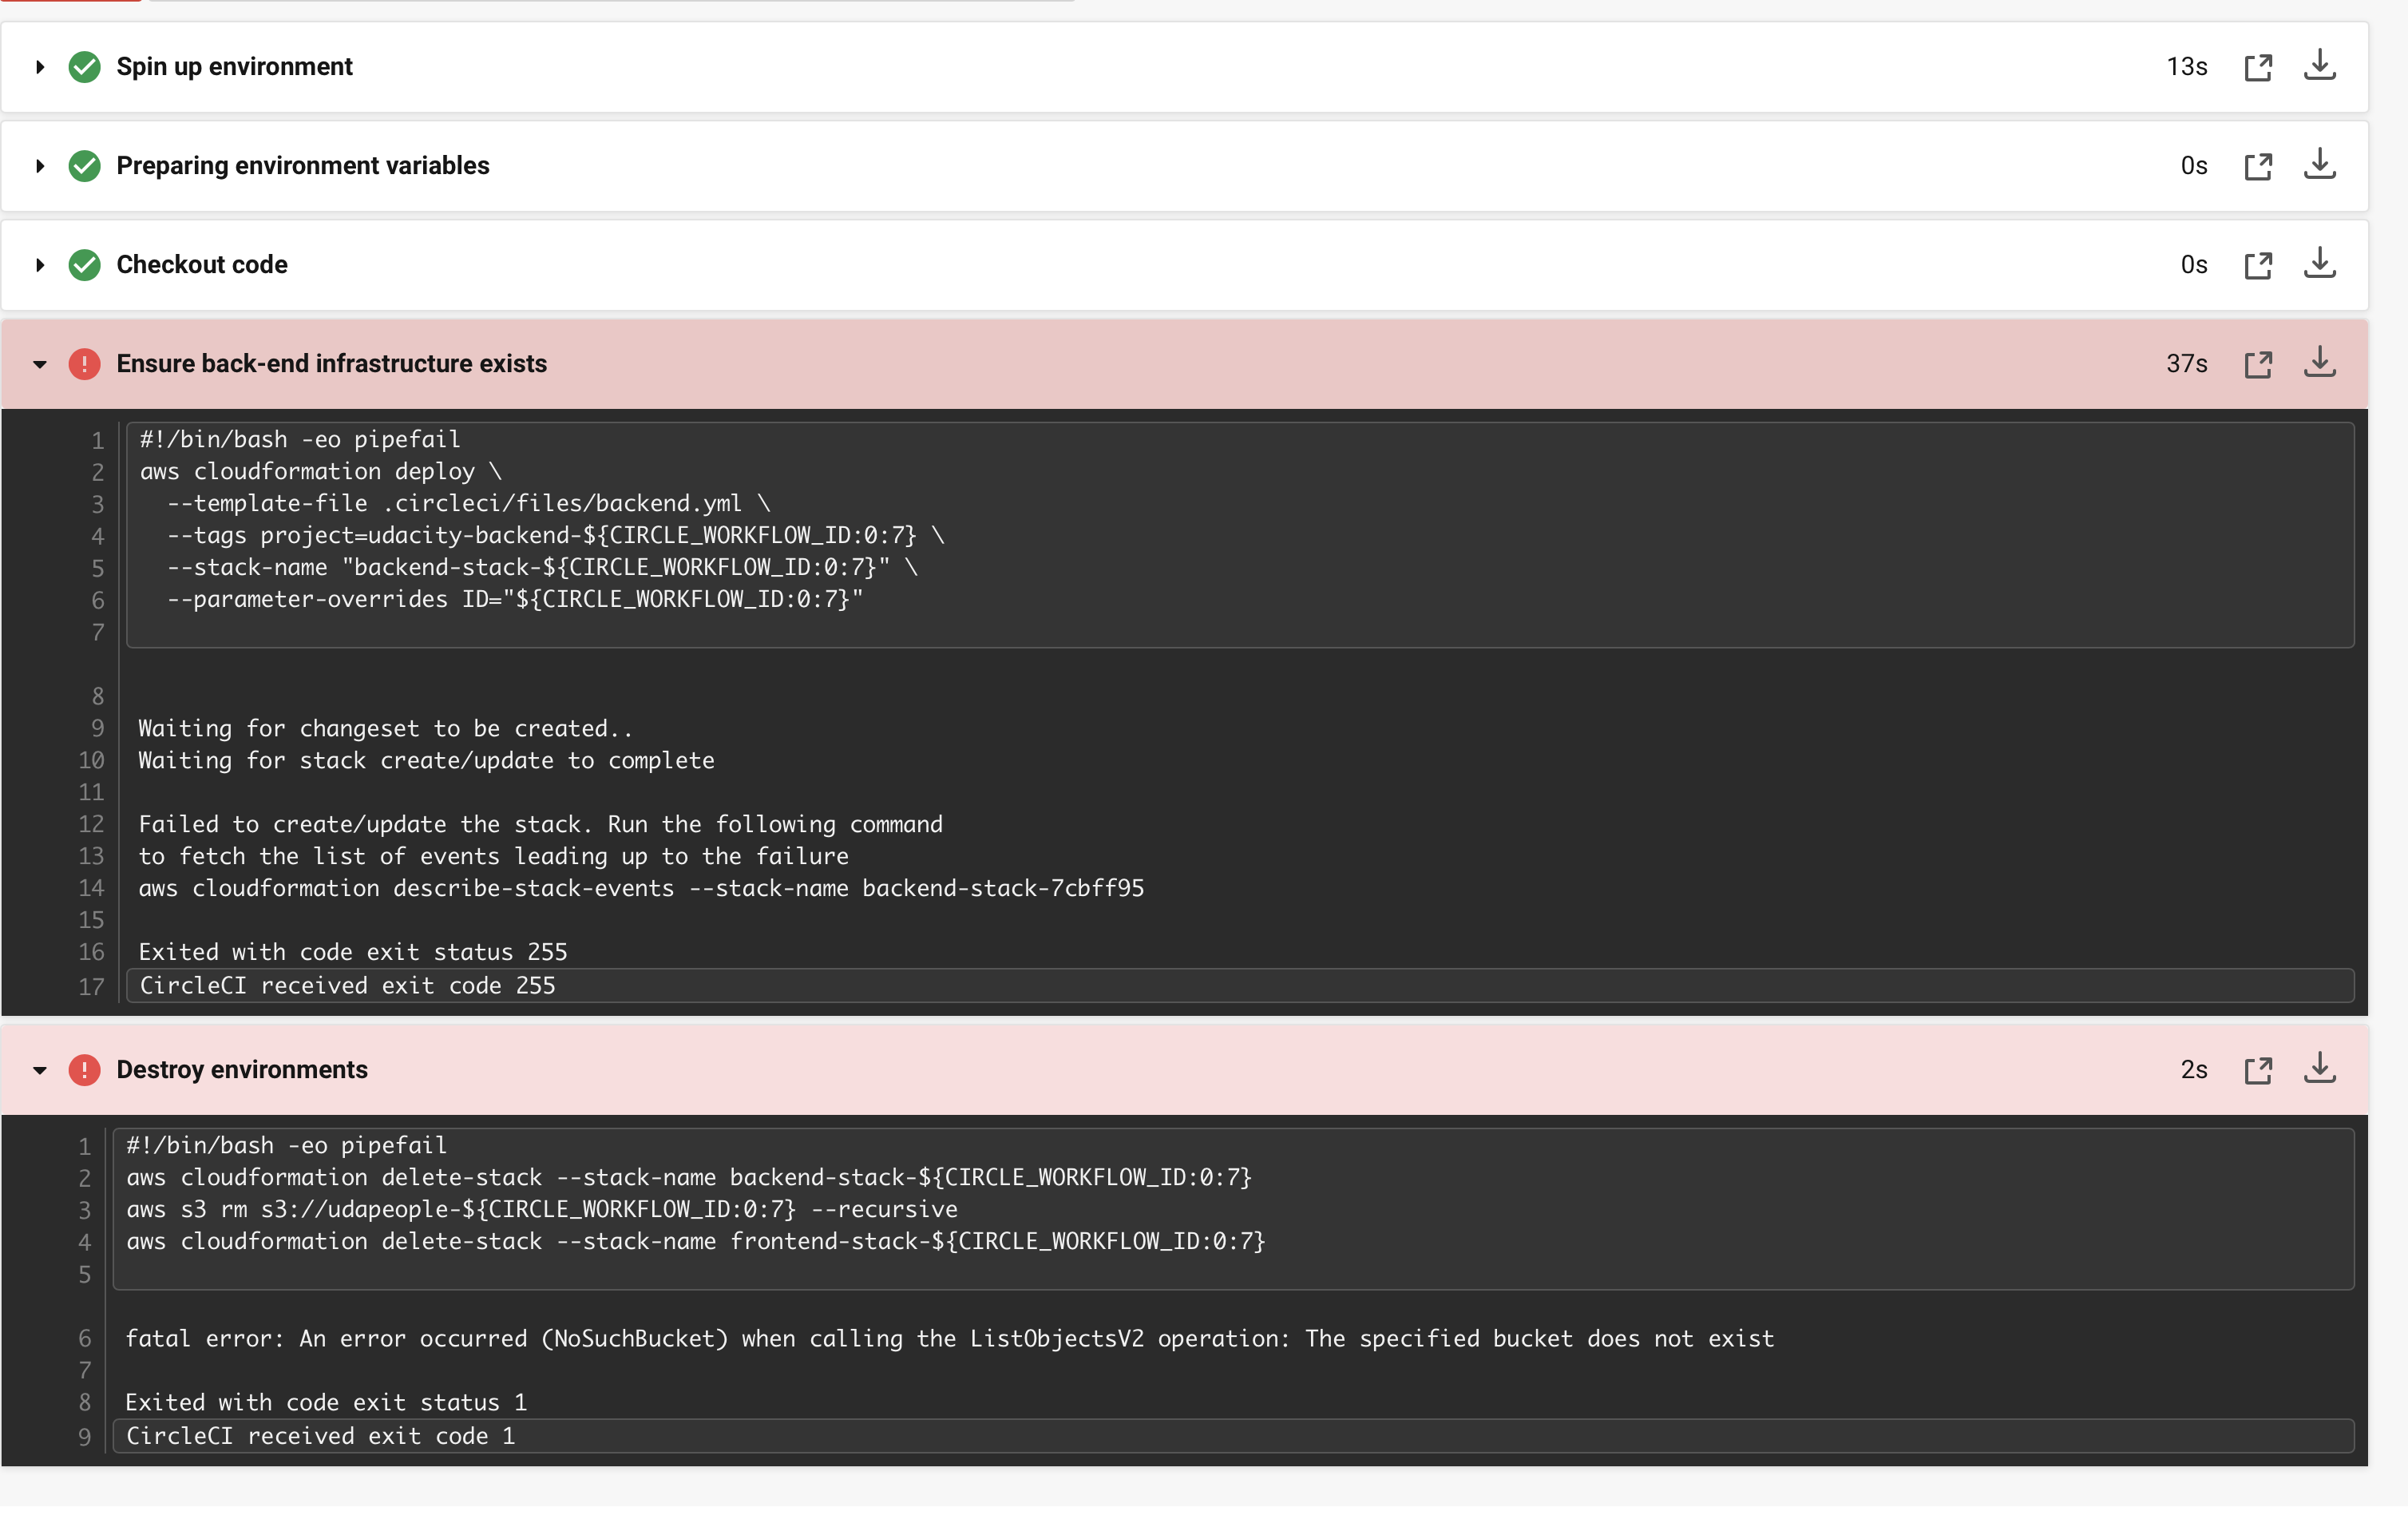 Spin up environment 13s
Preparing environment variables 0s
Checkout code 0s
Ensure back-end infrastructure exists 37s
1 #!/bin/bash -eo pipefail
2 aws cloudformation deploy \
3   --template-file .circleci/files/backend.yml \
4   --tags project=udacity-backend-${CIRCLE_WORKFLOW_ID:0:7} \
5   --stack-name "backend-stack-${CIRCLE_WORKFLOW_ID:0:7}" \
6   --parameter-overrides ID="${CIRCLE_WORKFLOW_ID:0:7}"
7
8
9 Waiting for changeset to be created..
10 Waiting for stack create/update to complete
11
12 Failed to create/update the stack. Run the following command
13 to fetch the list of events leading up to the failure
14 aws cloudformation describe-stack-events --stack-name backend-stack-7cbff95
15
16 Exited with code exit status 255
17 CircleCI received exit code 255
Destroy environments 2s
1 #!/bin/bash -eo pipefail
2 aws cloudformation delete-stack --stack-name backend-stack-${CIRCLE_WORKFLOW_ID:0:7}
3 aws s3 rm s3://udapeople-${CIRCLE_WORKFLOW_ID:0:7} --recursive
4 aws cloudformation delete-stack --stack-name frontend-stack-${CIRCLE_WORKFLOW_ID:0:7}
5
6 fatal error: An error occurred (NoSuchBucket) when calling the ListObjectsV2 operation: The specified bucket does not exist
7
8 Exited with code exit status 1
9 CircleCI received exit code 1